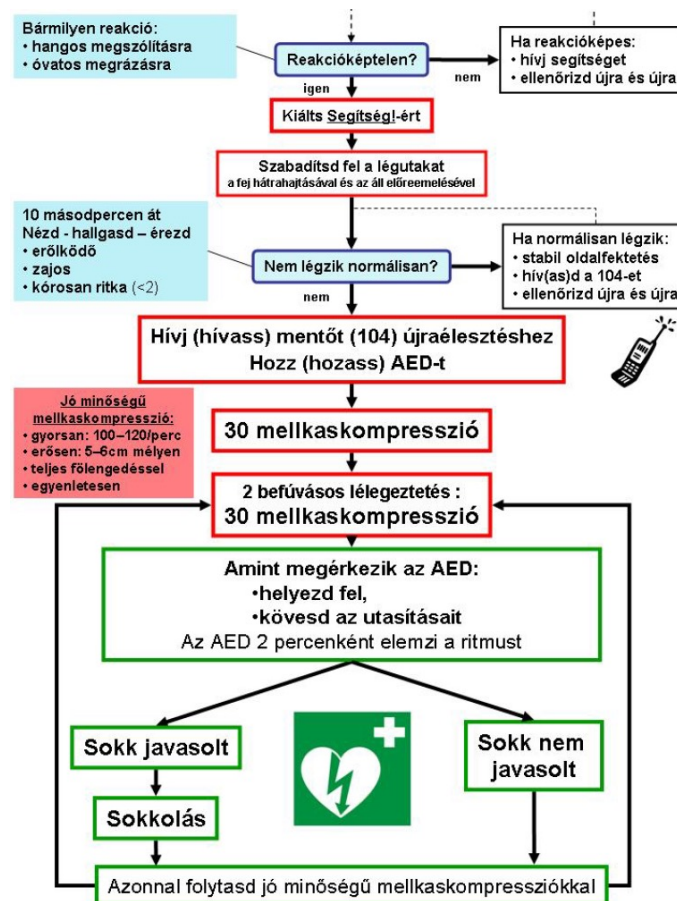 Bármilyen reakció:
• hangos megszólításra
• óvatos megrázásra
Reakcióképtelen?
Ha reakcióképes:
• hívj segítséget
• ellenőrizd újra és újra
igen
nem
Kiálts Segítség!-ért
Szabadítsd fel a légutakat
a fej hátrahajtásával és az áll előreemelésével
10 másodpercen át
Nézd - hallgasd – érezd
• erőlködő
• zajos
• kórosan ritka (<2)
Nem légzik normálisan?
Ha normálisan légzik:
• stabil oldalfektetés
• hív(as)d a 104-et
• ellenőrizd újra és újra
nem
Hívj (hívass) mentőt (104) újraélesztéshez
Hozz (hozass) AED-t
Jó minőségű
mellkaskompresszió:
• gyorsan: 100–120/perc
• erősen: 5–6cm mélyen
• teljes fölengedéssel
• egyenletesen
30 mellkaskompresszió
2 befúvásos lélegeztetés :
30 mellkaskompresszió
Amint megérkezik az AED:
•helyezd fel,
•kövesd az utasításait
Az AED 2 percenként elemzi a ritmust
Sokk javasolt
Sokk nem
javasolt
Sokkolás
Azonnal folytasd jó minőségű mellkaskompressziókkal